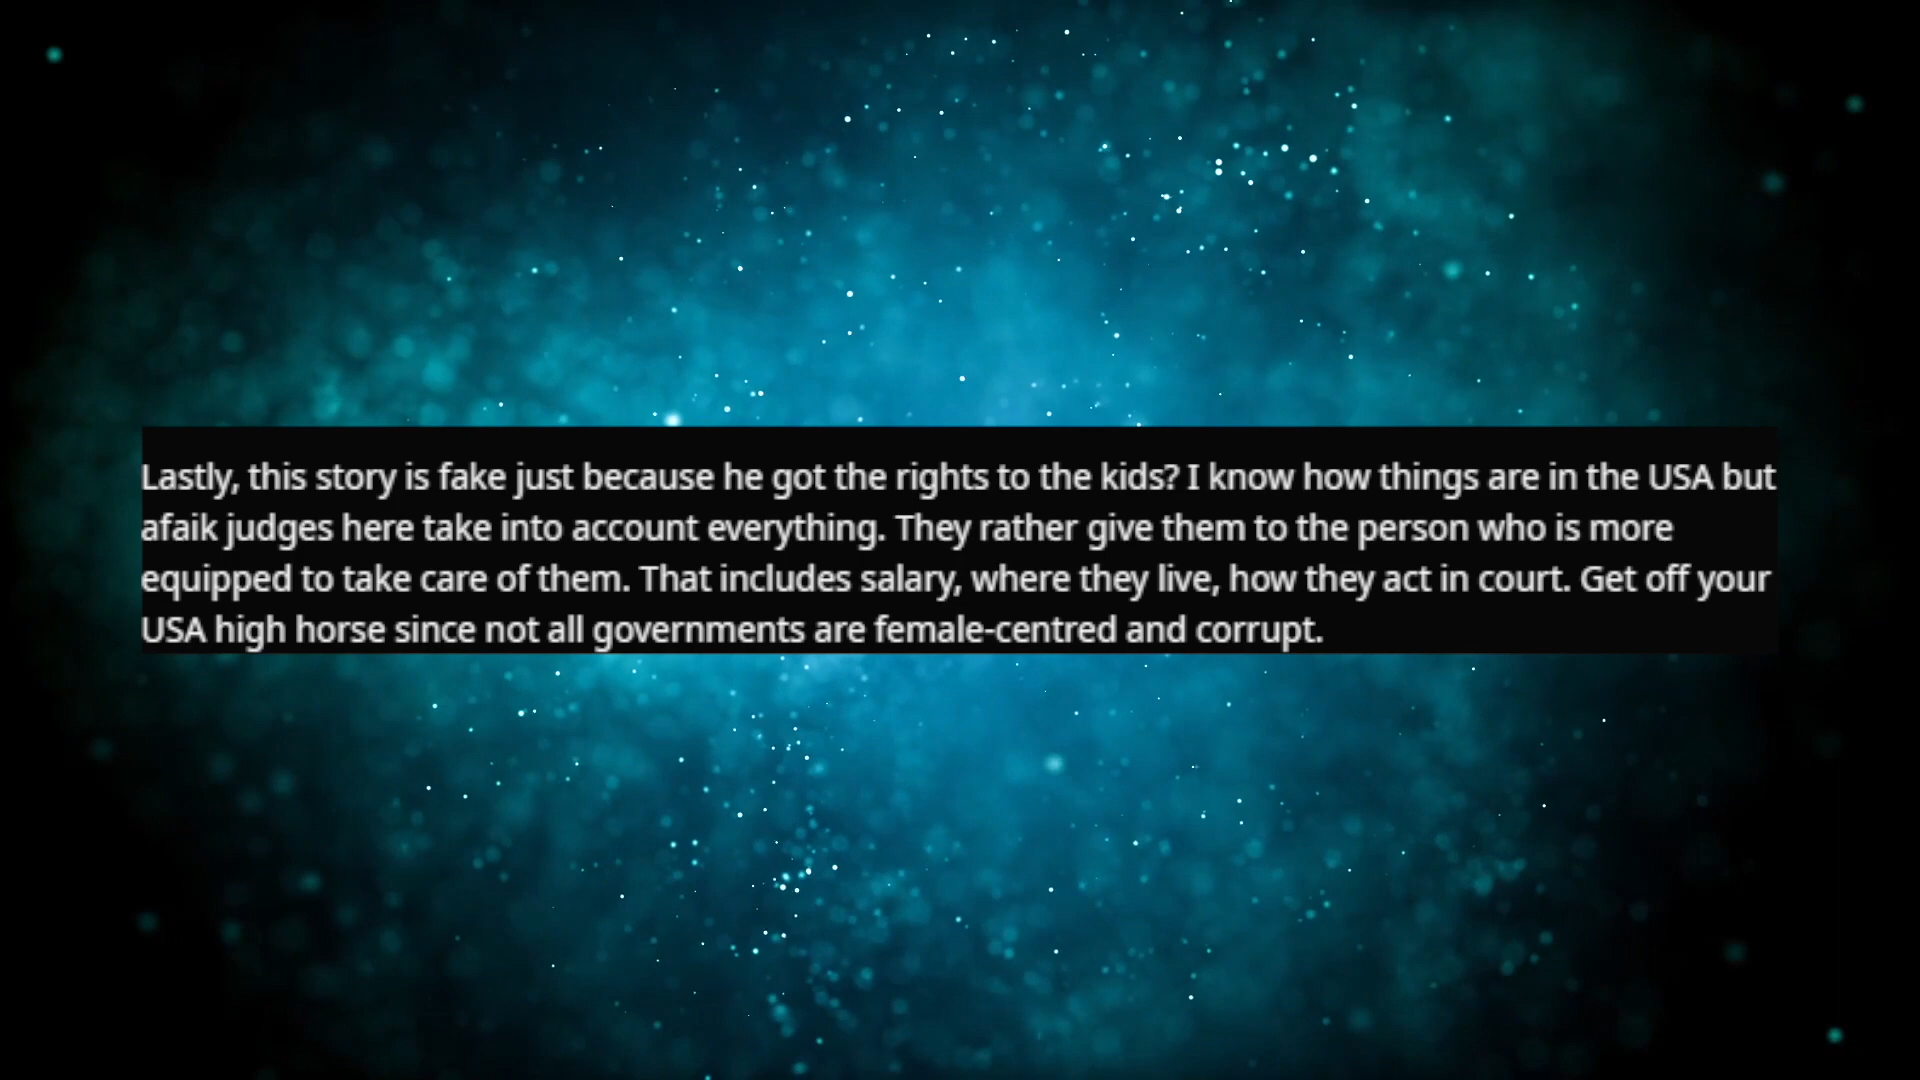 Lastly, this story is fake just because he got the rights to the kids? I know how things are in the USA but
afaik judges here take into account everything. They rather give them to the person who is more
equipped to take care of them. That includes salary, where they live, how they act in court. Get off your
USA high horse since not all governments are female-centred and corrupt.